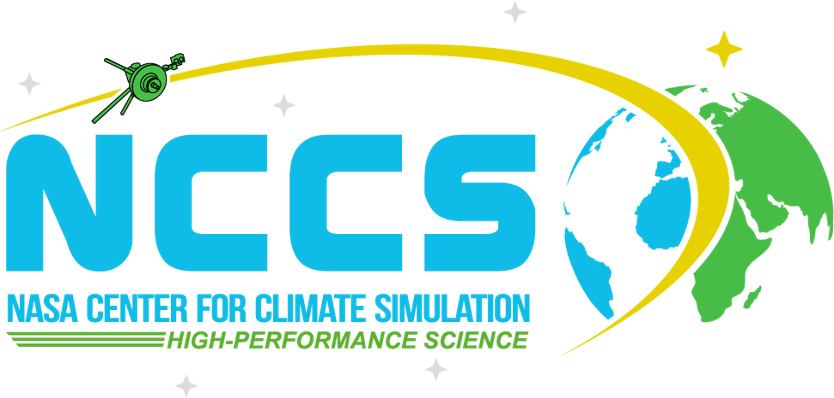 NCCS
NASA CENTER FOR CLIMATE SIMULATION
HIGH-PERFORMANCE SCIENCE